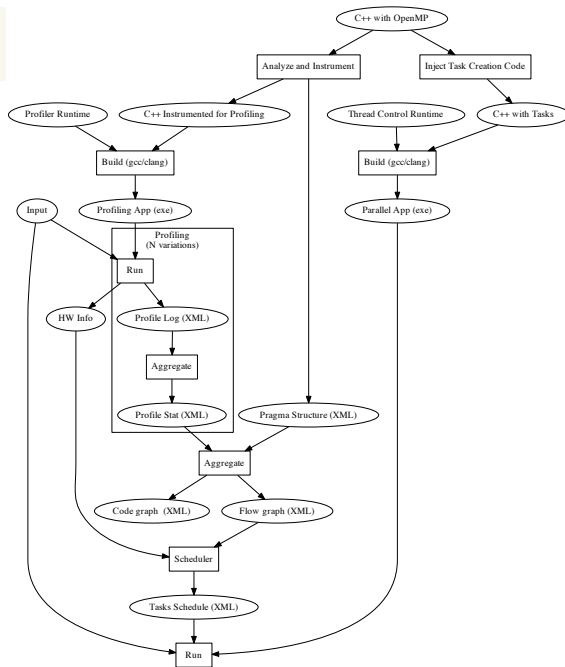 C++ with OpenMP
Analyze and Instrument
Inject Task Creation Code
Profiler Runtime
C++ Instrumented for Profiling
Thread Control Runtime
C++ with Tasks
Build (gcc/clang)
Build (gcc/clang)
Input
Profiling App (exe)
Parallel App (exe)
Profiling
(N variations)
Run
HW Info
Profile Log (XML)
Aggregate
Profile Stat (XML)
Pragma Structure (XML)
Aggregate
Code graph (XML)
Flow graph (XML)
Scheduler
Tasks Schedule (XML)
Run